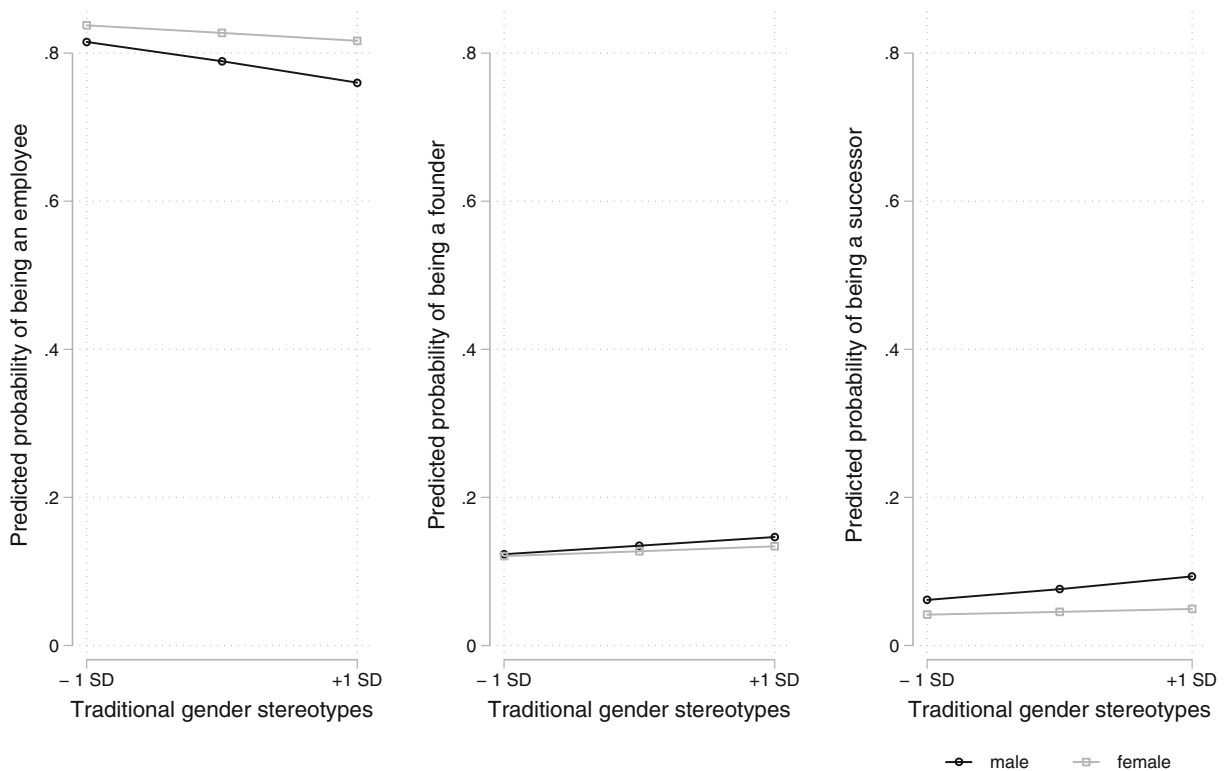 Predicted probability of being an employee
.8
.6
.4
.2
0
– 1 SD
+1 SD
Traditional gender stereotypes
Predicted probability of being a founder
.8
.6
.4
.2
0
– 1 SD
+1 SD
Traditional gender stereotypes
Predicted probability of being a successor
.8
.6
.4
.2
0
– 1 SD
+1 SD
Traditional gender stereotypes
male female